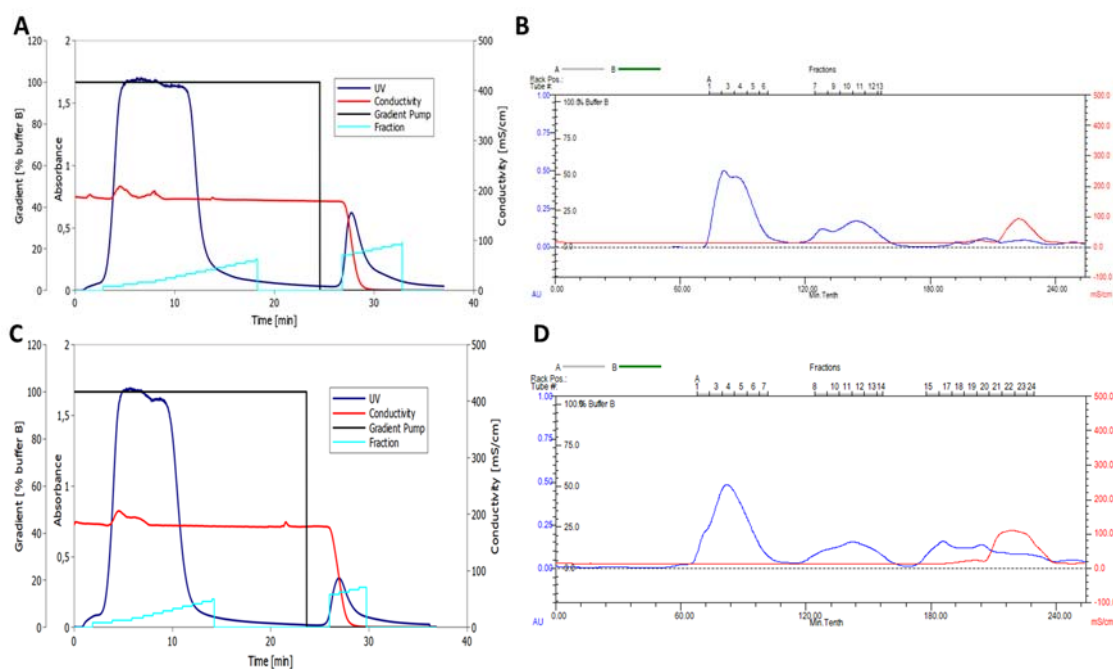 A
Gradient [% buffer B]
120
100
80
60
40
20
0
Absorbance
2
1,5
1
0,5
0
UV
Conductivity
Gradient Pump
Fraction
Conductivity [mS/cm]
500
400
300
200
100
0
0 10 20 30 40
Time [min]
B
A B Fractions
Rack Pos.: A
Tube #: 1 3 4 5 6 7 9 10 11 12 13
1.00 100.0 % Buffer B 500.0
75.0 400.0
0.75
300.0
0.50 50.0
200.0
0.25 25.0
100.0
0.00 0.0 0.0
AU -100.0
mS/cm
0.00 60.00 120.00 180.00 240.00
Min.Tenth
C
Gradient [% buffer B]
120
100
80
60
40
20
0
Absorbance
2
1,5
1
0,5
0
UV
Conductivity
Gradient Pump
Fraction
Conductivity [mS/cm]
500
400
300
200
100
0
0 10 20 30 40
Time [min]
D
A B Fractions
Rack Pos.: A
Tube #: 1 3 4 5 6 7 8 10 11 12 13 14 15 17 18 19 20 21 22 23 24
1.00 500.0
75.0 400.0
0.75
300.0
0.50 50.0
200.0
0.25 25.0
100.0
0.00 0.0 0.0
AU -100.0
mS/cm
0.00 60.00 120.00 180.00 240.00
Min.Tenth